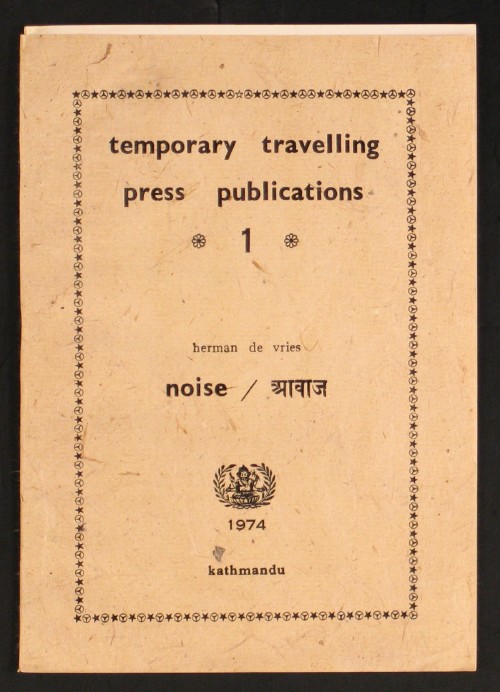 temporary travelling
press publications
1
herman de vries
noise / आवाज
1974
kathmandu